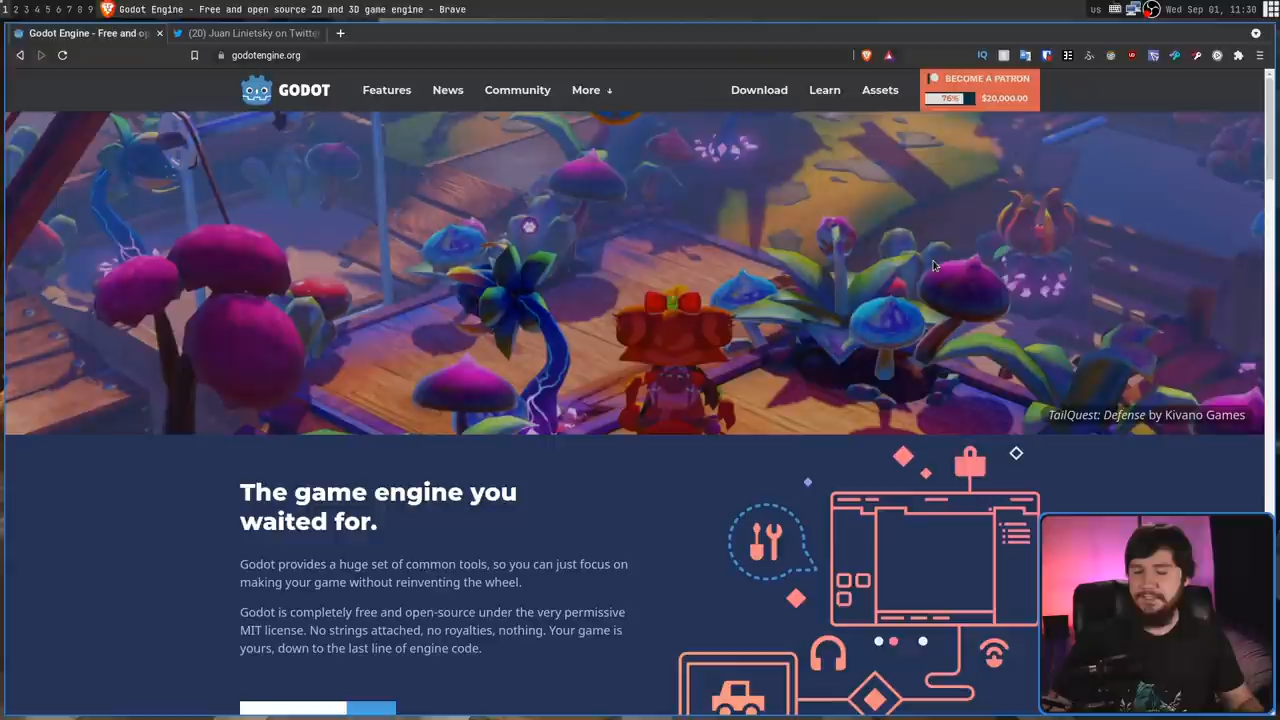 1 2 3 4 5 6 7 8 9 Godot Engine - Free and open source 2D and 3D game engine - Brave
us Wed Sep 01, 11:30
Godot Engine - Free and op
(20) Juan Linietsky on Twitte
godotengine.org
GODOT
Features
News
Community
More
Download
Learn
Assets
BECOME A PATRON
76% $20,000.00
TailQuest: Defense by Kivano Games
The game engine you
waited for.
Godot provides a huge set of common tools, so you can just focus on
making your game without reinventing the wheel.
Godot is completely free and open-source under the very permissive
MIT license. No strings attached, no royalties, nothing. Your game is
yours, down to the last line of engine code.